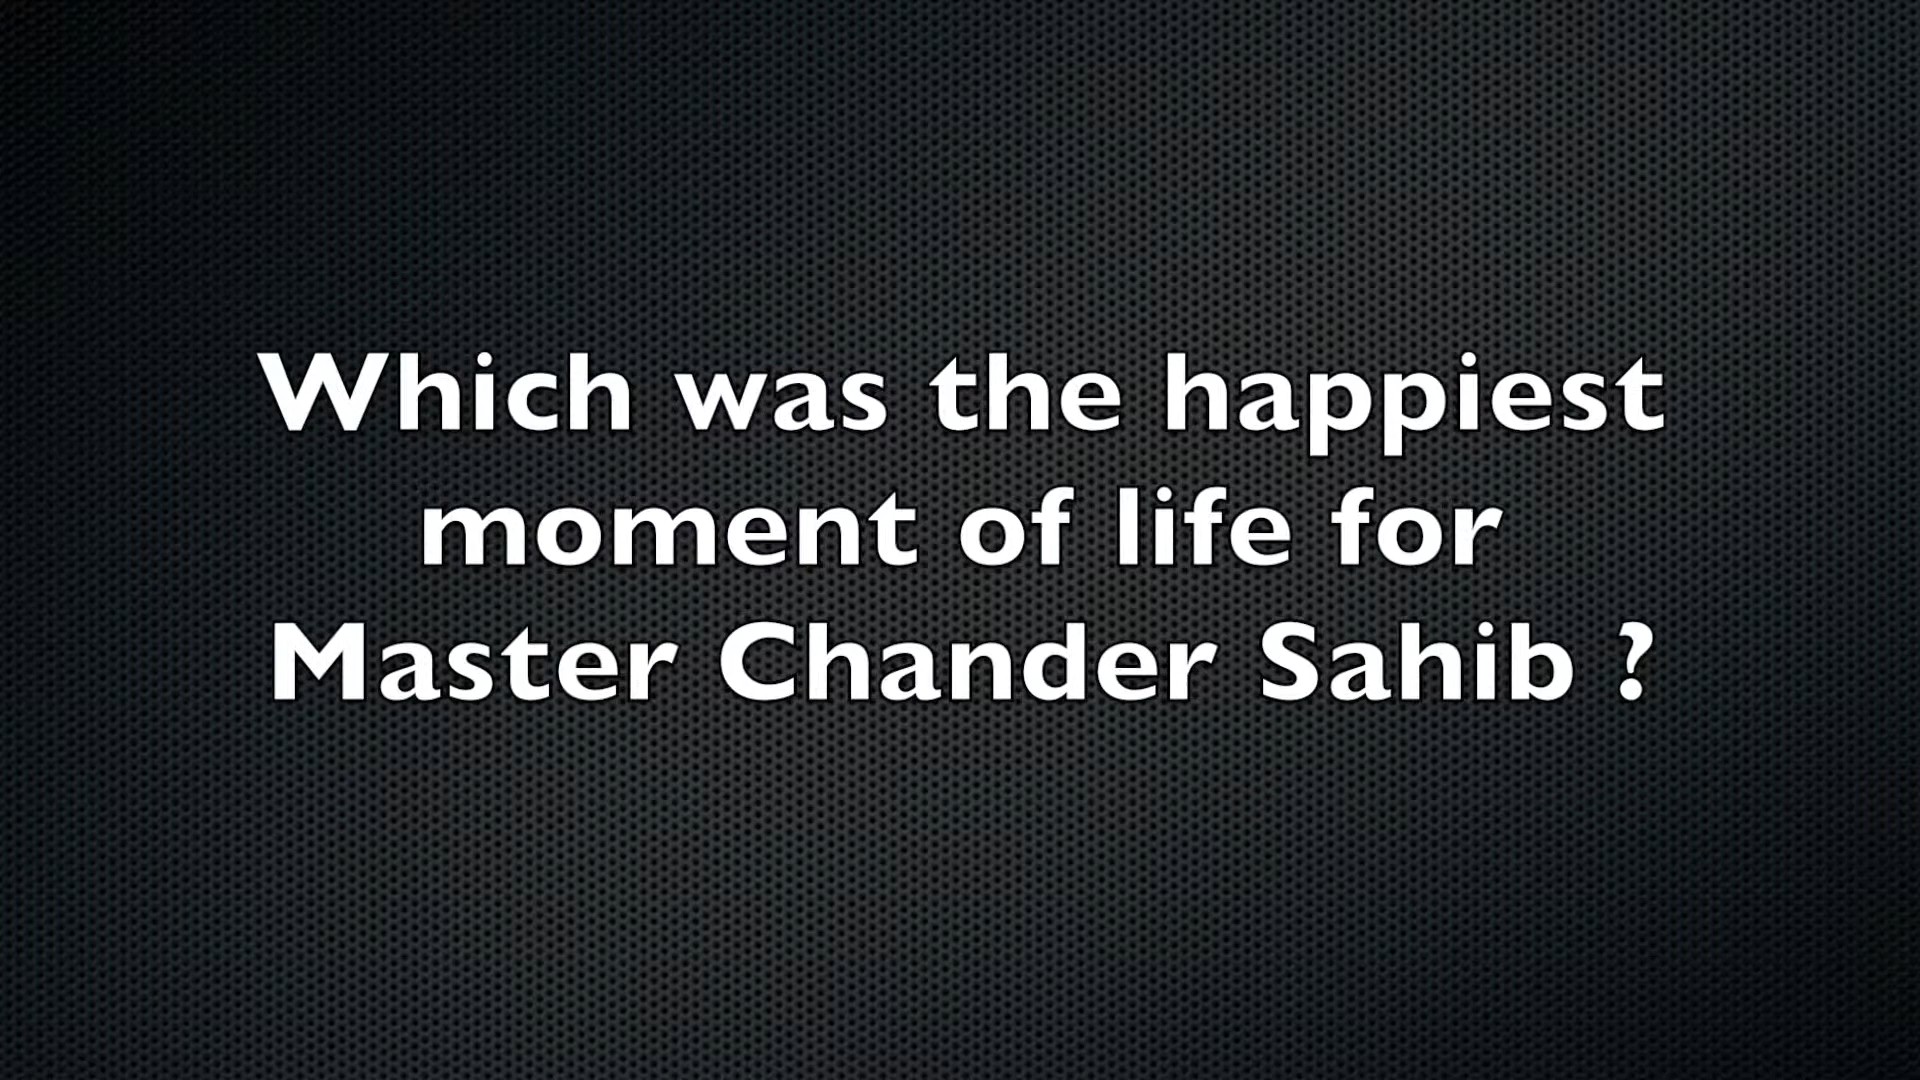 Which was the happiest
moment of life for
Master Chander Sahib ?